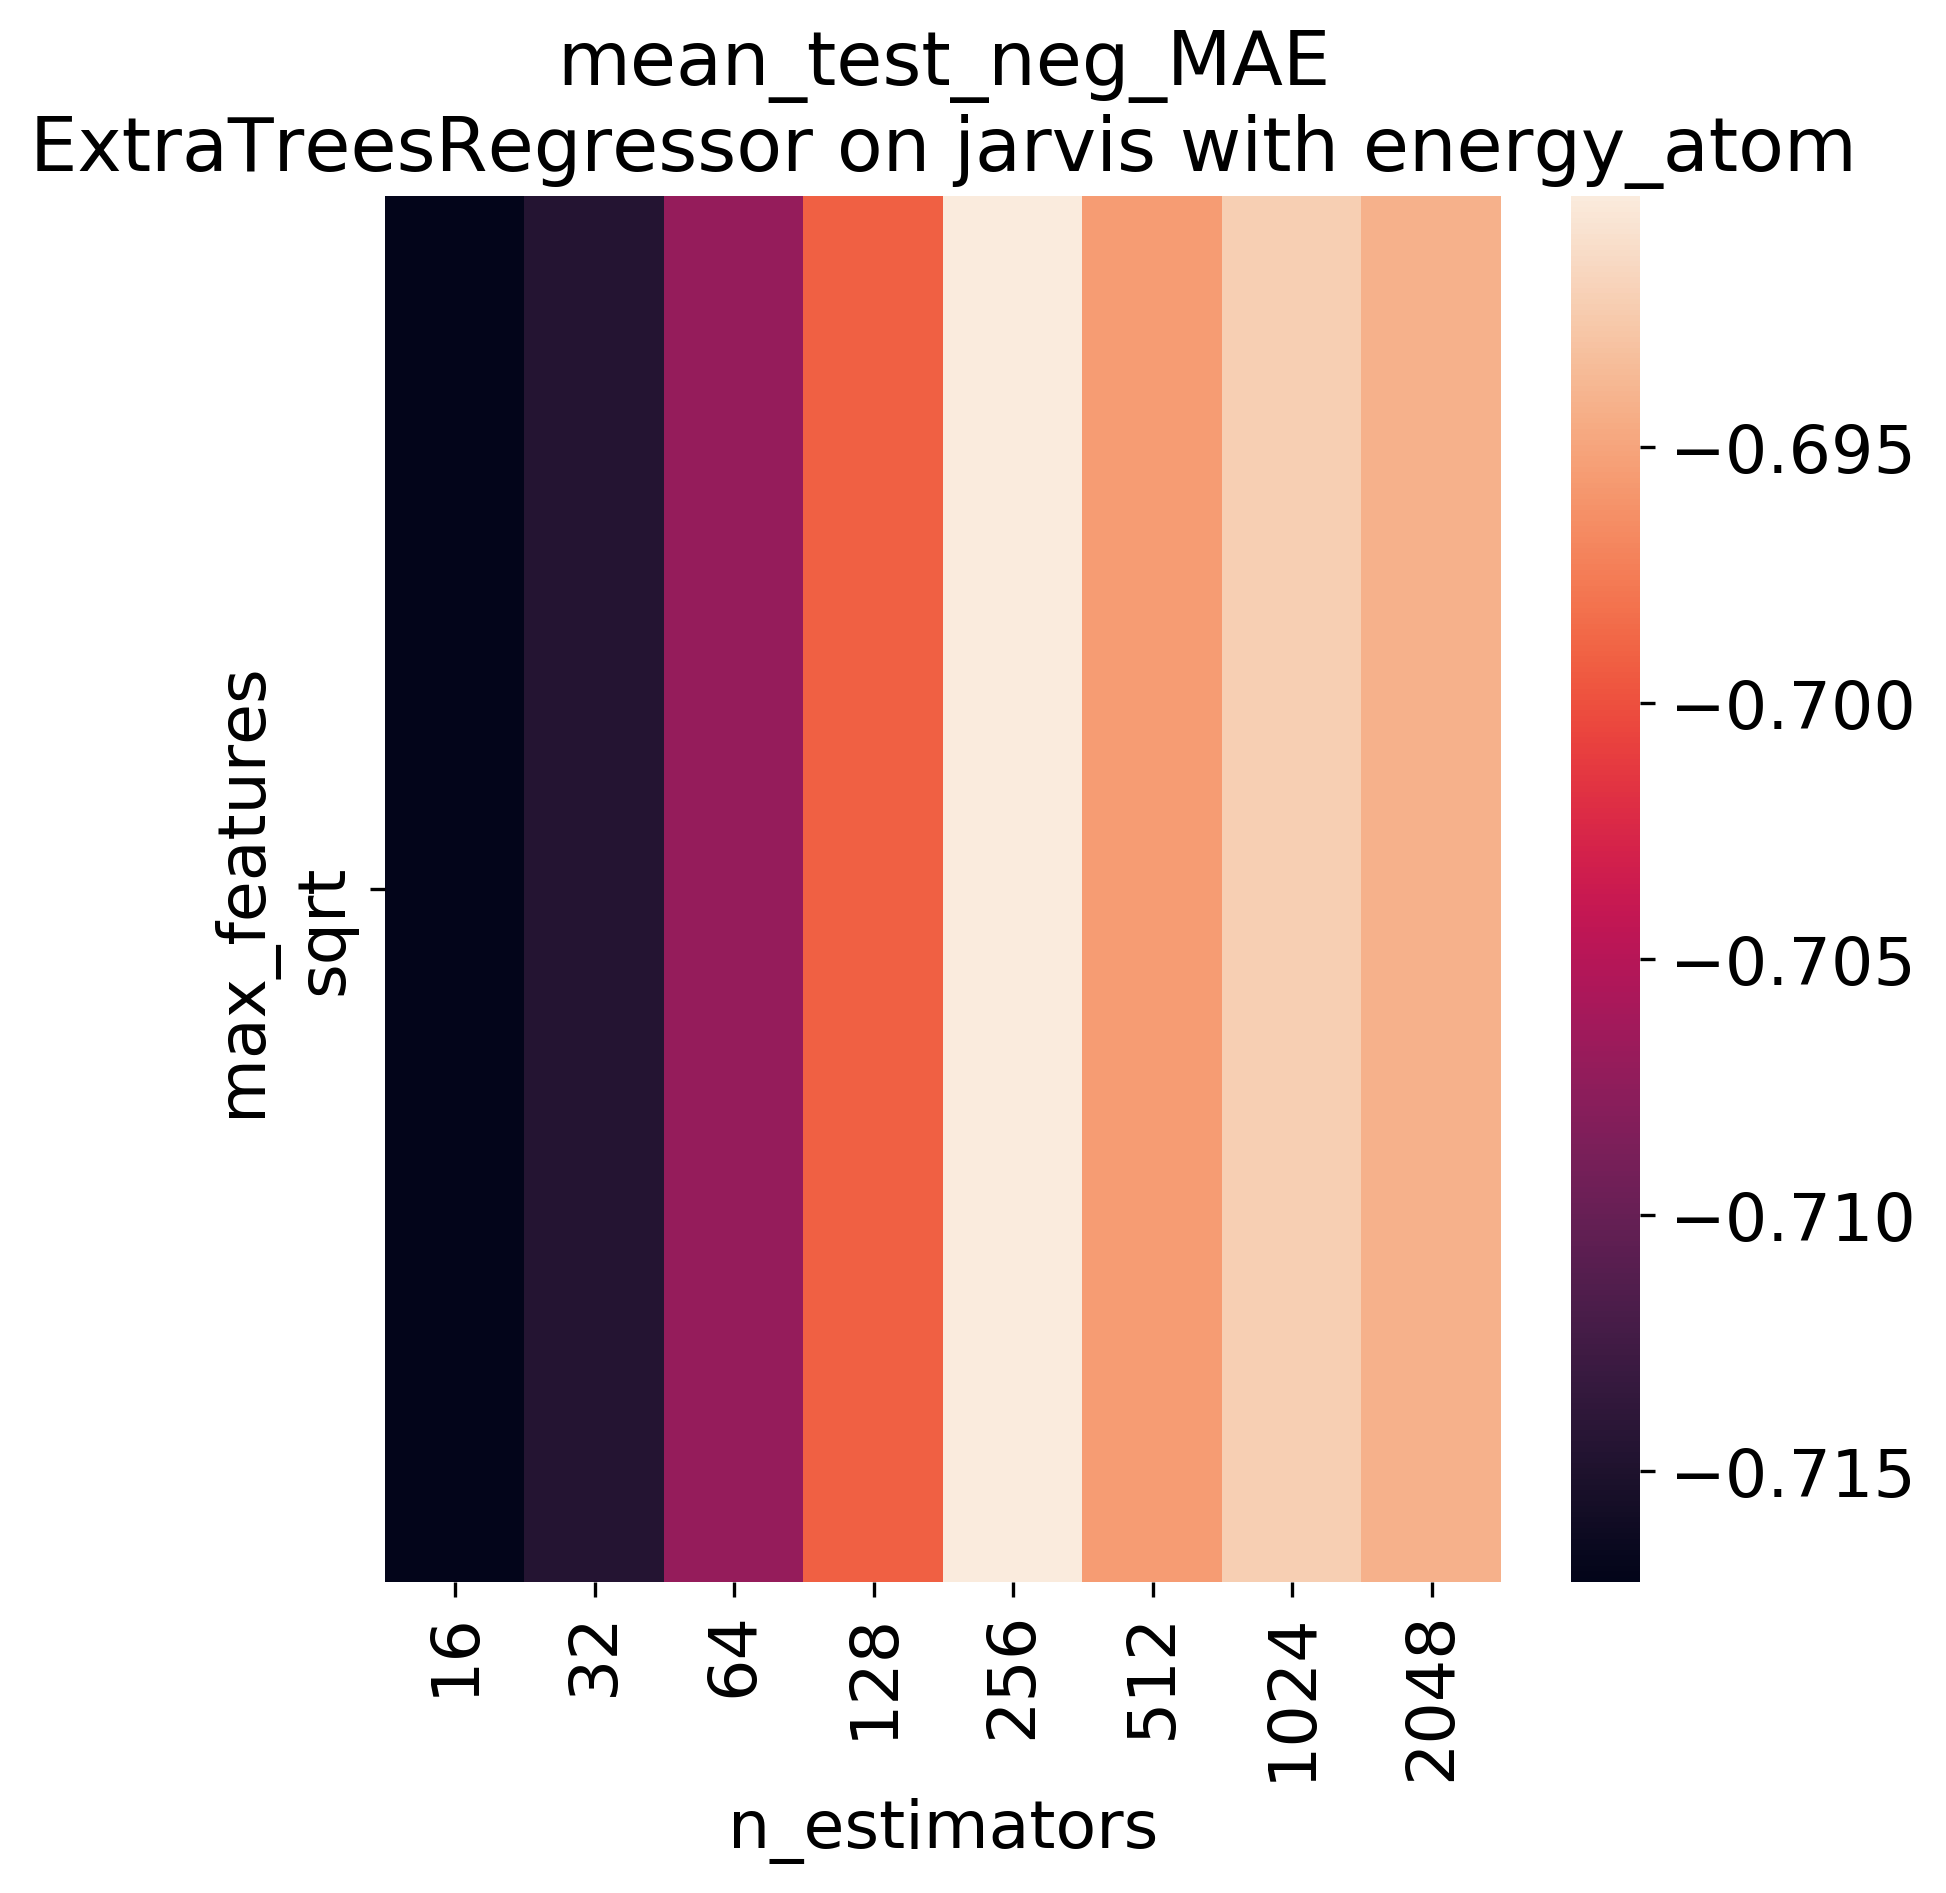 mean_test_neg_MAE
ExtraTreesRegressor on jarvis with energy_atom
max_features
sqrt
16
32
64
128
256
512
1024
2048
n_estimators
−0.695
−0.700
−0.705
−0.710
−0.715